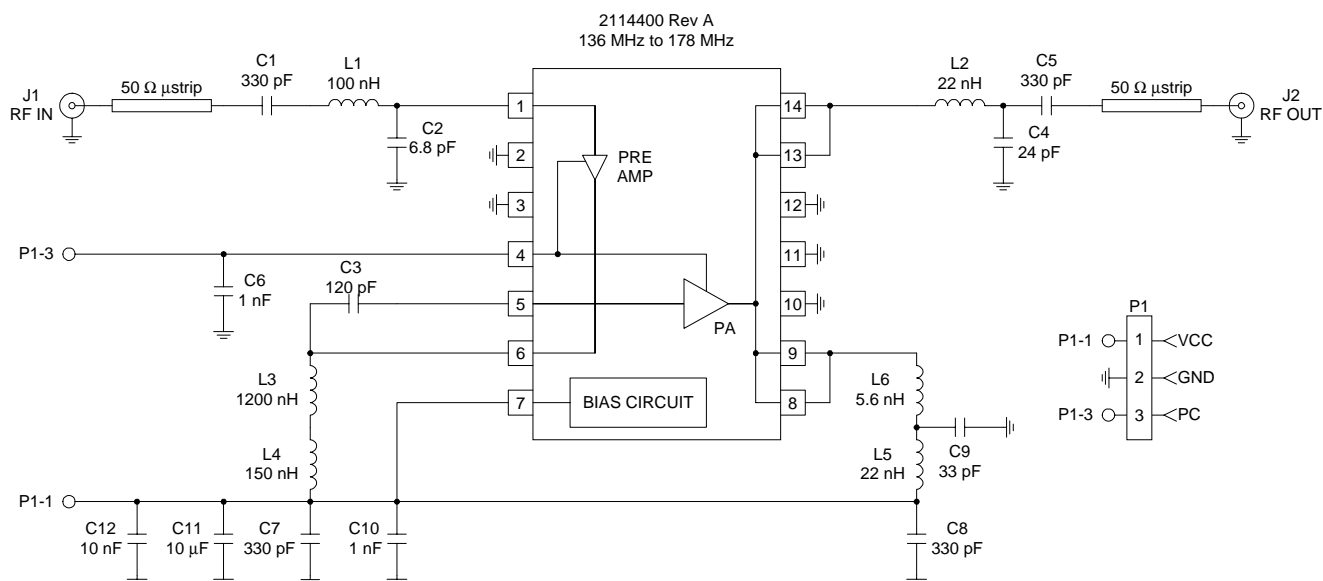 2114400 Rev A
136 MHz to 178 MHz
J1
RF IN
50 Ω µstrip
C1
330 pF
L1
100 nH
C2
6.8 pF
1
2
3
4
5
6
7
PRE
AMP
PA
BIAS CIRCUIT
14
13
12
11
10
9
8
L2
22 nH
C5
330 pF
C4
24 pF
50 Ω µstrip
J2
RF OUT
P1-3
C6
1 nF
C3
120 pF
L3
1200 nH
L4
150 nH
P1-1
C12
10 nF
C11
10 µF
C7
330 pF
C10
1 nF
L6
5.6 nH
C9
33 pF
L5
22 nH
C8
330 pF
P1
P1-1
1
VCC
2
GND
P1-3
3
PC